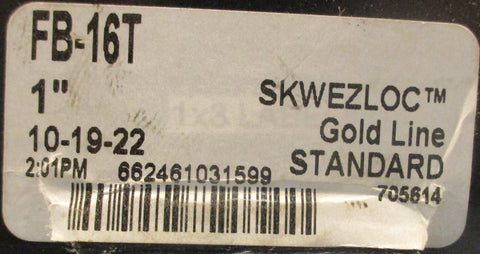 FB-16T
1"
SKWEZLOC™
Gold Line
10-19-22
STANDARD
2:01PM 662461031599
705614